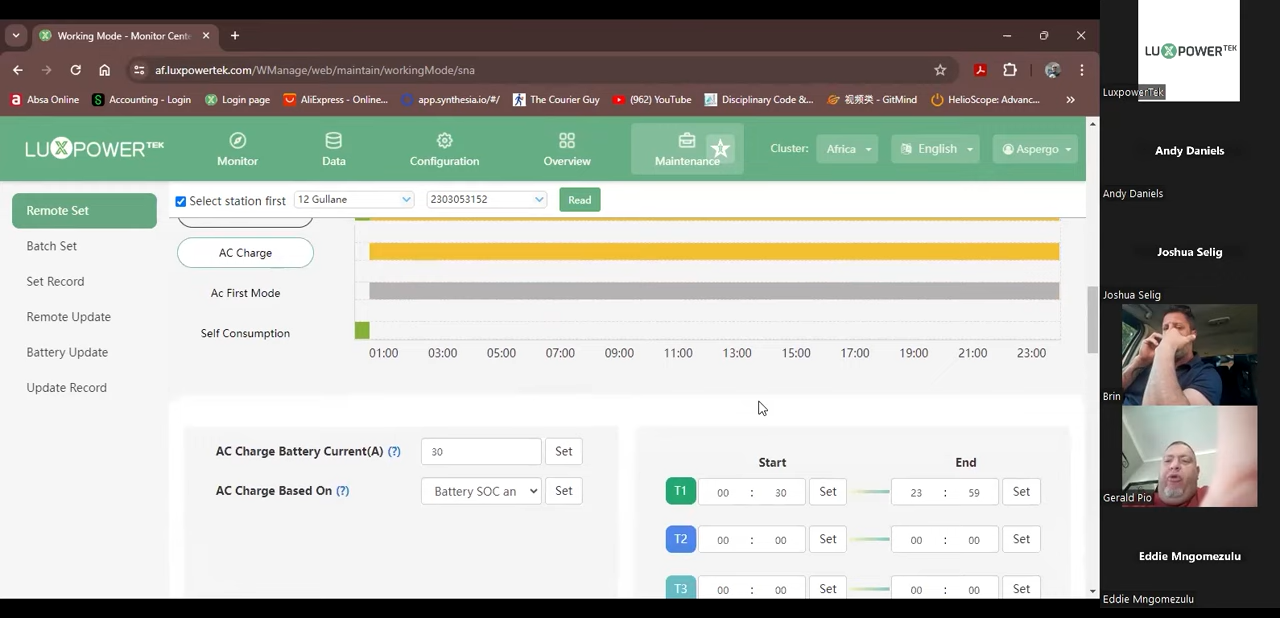 Working Mode - Monitor Cent
af.luxpowertek.com/WManage/web/maintain/workingMode/sna
Absa Online
Accounting - Login
Login page
AliExpress - Online...
app.synthesia.io/#/
The Courier Guy
(962) YouTube
Disciplinary Code &...
视频类 - GitMind
HelioScope: Advanc...
LUXPOWERTEK
Monitor
Data
Configuration
Overview
Maintenance
Cluster:
Africa
English
Aspergo
Remote Set
Batch Set
Set Record
Remote Update
Battery Update
Update Record
Select station first
12 Gullane
2303053152
Read
AC Charge
Ac First Mode
Self Consumption
01:00 03:00 05:00 07:00 09:00 11:00 13:00 15:00 17:00 19:00 21:00 23:00
AC Charge Battery Current(A) (?) 30 Set
AC Charge Based On (?) Battery SOC an Set
Start End
T1 00 : 30 Set 23 : 59 Set
T2 00 : 00 Set 00 : 00 Set
T3 00 : 00 Set 00 : 00 Set
LUXPOWERTEK
LuxpowerTek
Andy Daniels
Andy Daniels
Joshua Selig
Joshua Selig
Brin
Gerald Pio
Eddie Mngomezulu
Eddie Mngomezulu